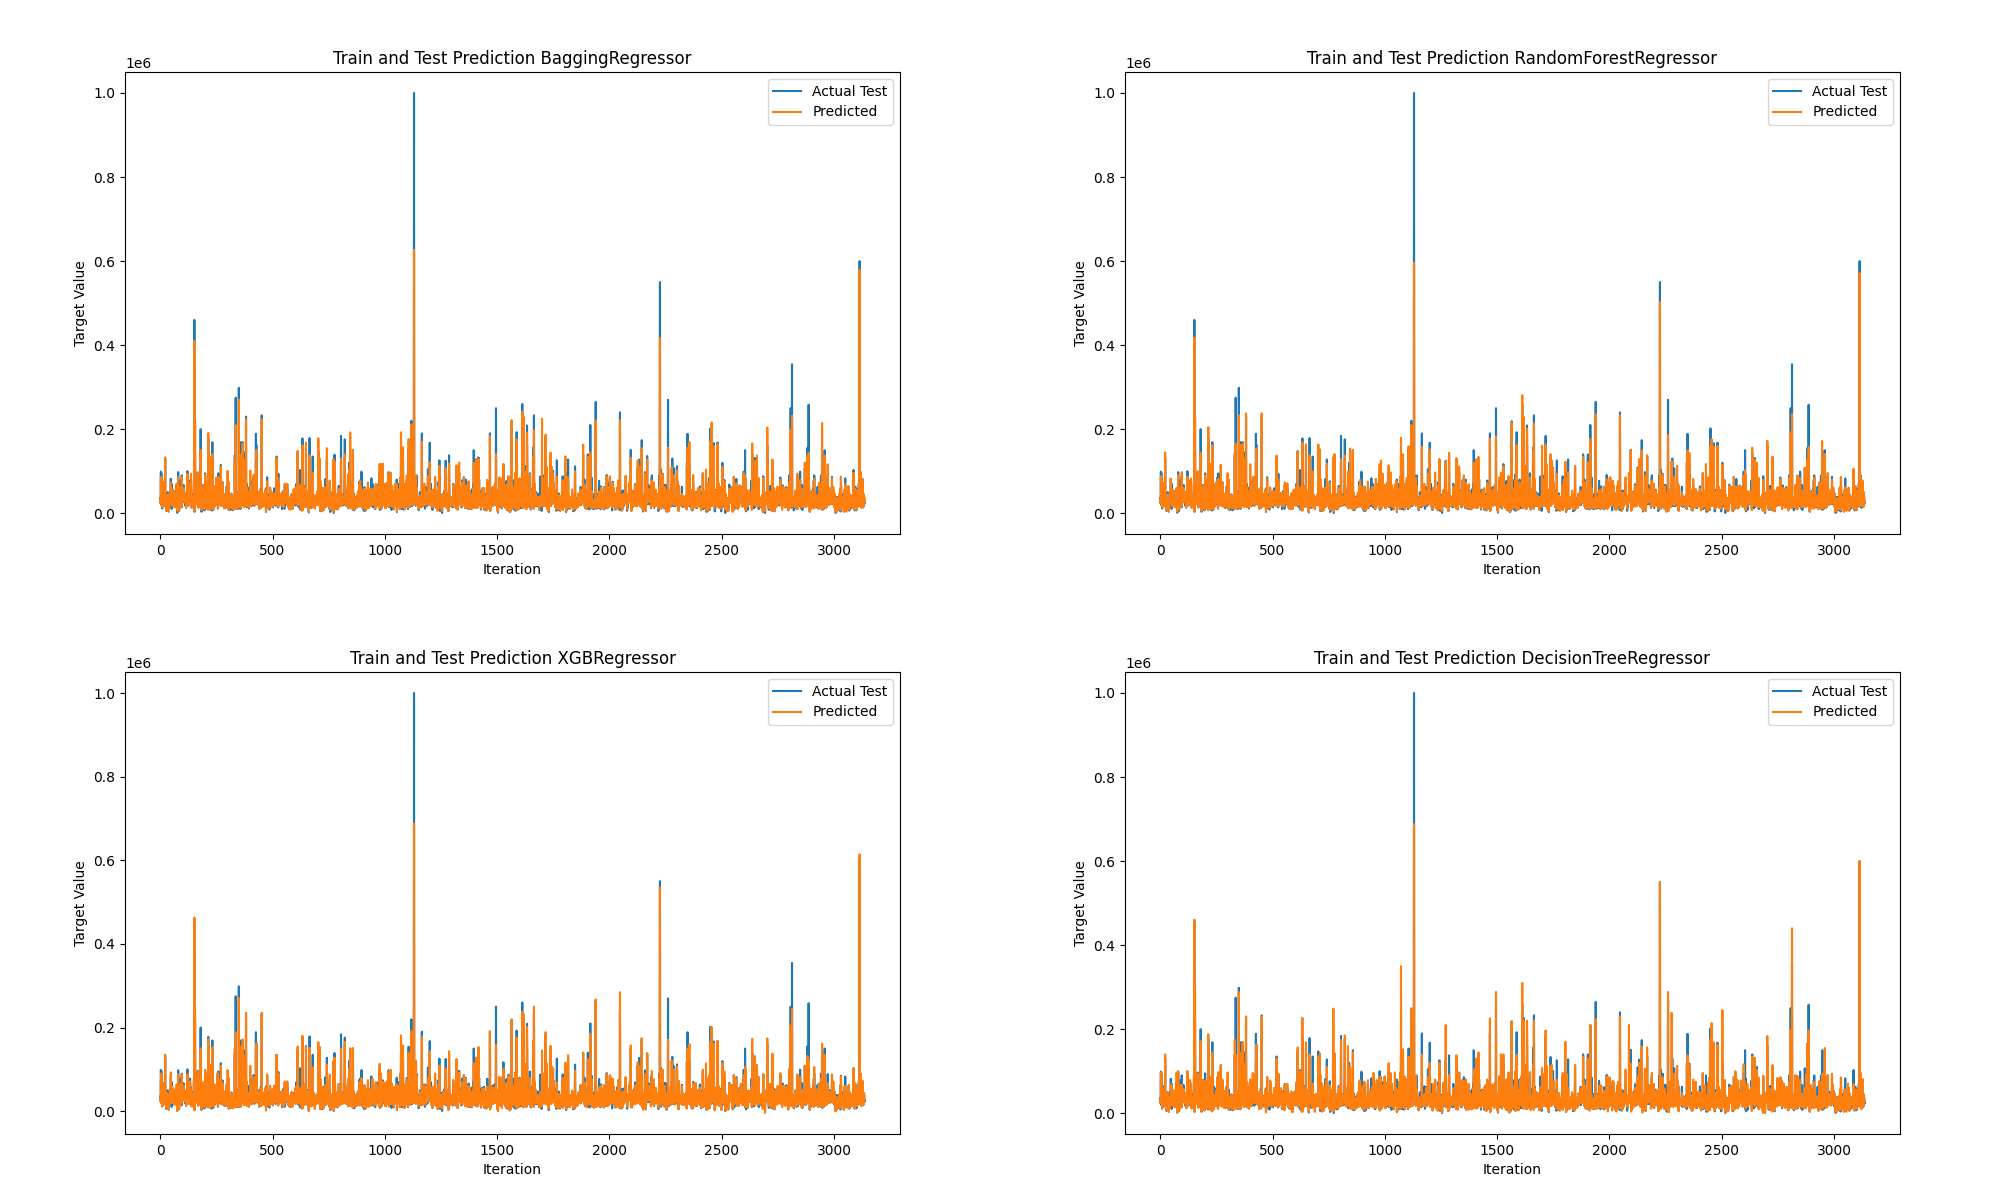 Train and Test Prediction BaggingRegressor
1e6
Actual Test
Predicted
1.0
0.8
0.6
0.4
0.2
0.0
Target Value
0
500
1000
1500
2000
2500
3000
Iteration
Train and Test Prediction RandomForestRegressor
1e6
Actual Test
Predicted
1.0
0.8
0.6
0.4
0.2
0.0
Target Value
0
500
1000
1500
2000
2500
3000
Iteration
Train and Test Prediction XGBRegressor
1e6
Actual Test
Predicted
1.0
0.8
0.6
0.4
0.2
0.0
Target Value
0
500
1000
1500
2000
2500
3000
Iteration
Train and Test Prediction DecisionTreeRegressor
1e6
Actual Test
Predicted
1.0
0.8
0.6
0.4
0.2
0.0
Target Value
0
500
1000
1500
2000
2500
3000
Iteration